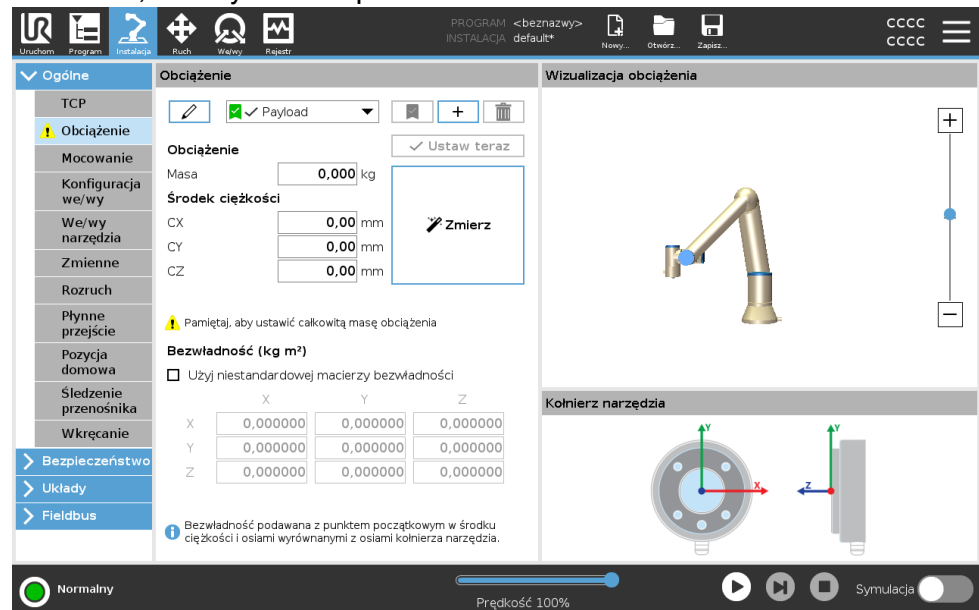 PROGRAM <beznazwy>
INSTALACJA default*
CCCC
CCCC
UR
Uruchom Program Instalacja Ruch We/wy Rejestr Nowy... Otwórz... Zapisz...
Ogólne
TCP
Obciążenie
Mocowanie
Konfiguracja
we/wy
We/wy
narzędzia
Zmienne
Rozruch
Płynne
przejście
Pozycja
domowa
Śledzenie
przenośnika
Wkręcanie
Bezpieczeństwo
Układy
Fieldbus
Obciążenie
Payload
Obciążenie
Ustaw teraz
Masa 0,000 kg
Środek ciężkości
CX 0,00 mm
CY 0,00 mm
CZ 0,00 mm
Zmierz
Pamiętaj, aby ustawić całkowitą masę obciążenia
Bezwładność (kg m²)
Użyj niestandardowej macierzy bezwładności
X Y Z
X 0,000000 0,000000 0,000000
Y 0,000000 0,000000 0,000000
Z 0,000000 0,000000 0,000000
Bezwładność podawana z punktem początkowym w środku
ciężkości i osiami wyrównanymi z osiami kołnierza narzędzia.
Wizualizacja obciążenia
Kołnierz narzędzia
Y Y
X Z
Normalny
Prędkość 100%
Symulacja